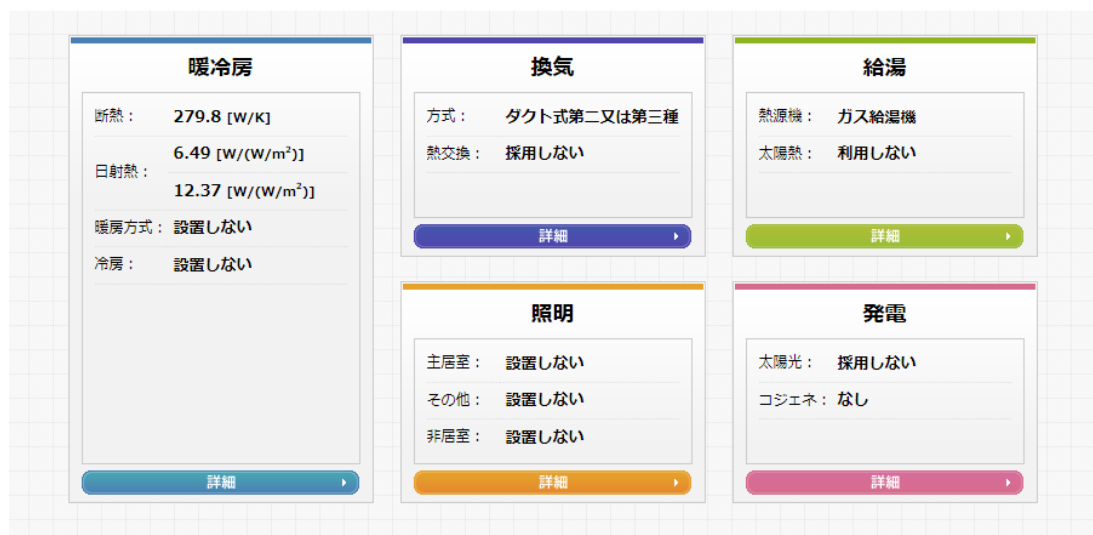 暖冷房
断熱： 279.8 [W/K]
日射熱： 6.49 [W/(W/m²)]
12.37 [W/(W/m²)]
暖房方式： 設置しない
冷房： 設置しない
詳細
換気
方式： ダクト式第二又は第三種
熱交換： 採用しない
詳細
給湯
熱源機： ガス給湯機
太陽熱： 利用しない
詳細
照明
主居室： 設置しない
その他： 設置しない
非居室： 設置しない
詳細
発電
太陽光： 採用しない
コジェネ： なし
詳細